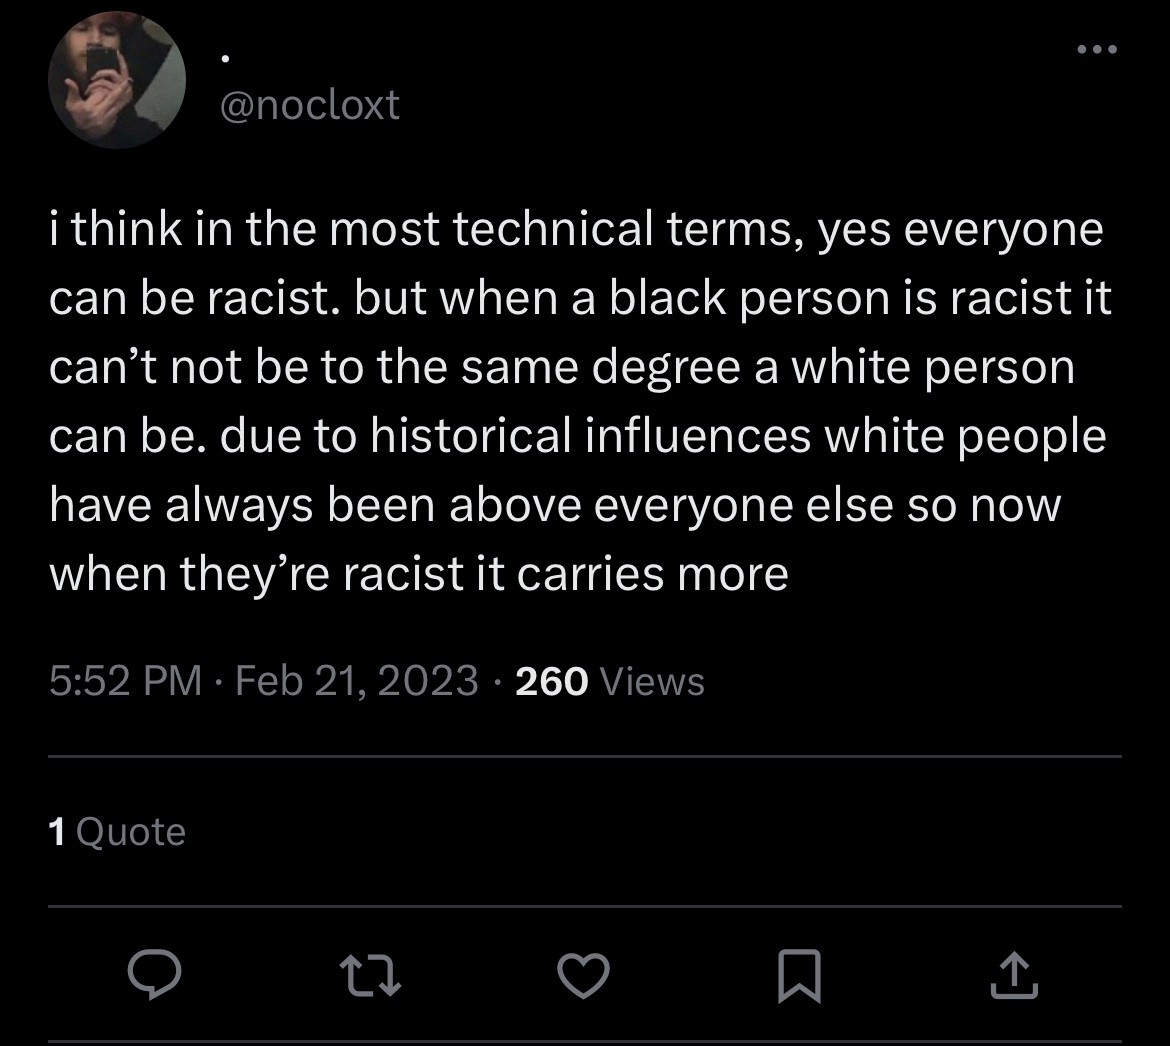 .
@nocloxt
i think in the most technical terms, yes everyone
can be racist. but when a black person is racist it
can’t not be to the same degree a white person
can be. due to historical influences white people
have always been above everyone else so now
when they’re racist it carries more
5:52 PM · Feb 21, 2023 · 260 Views
1 Quote